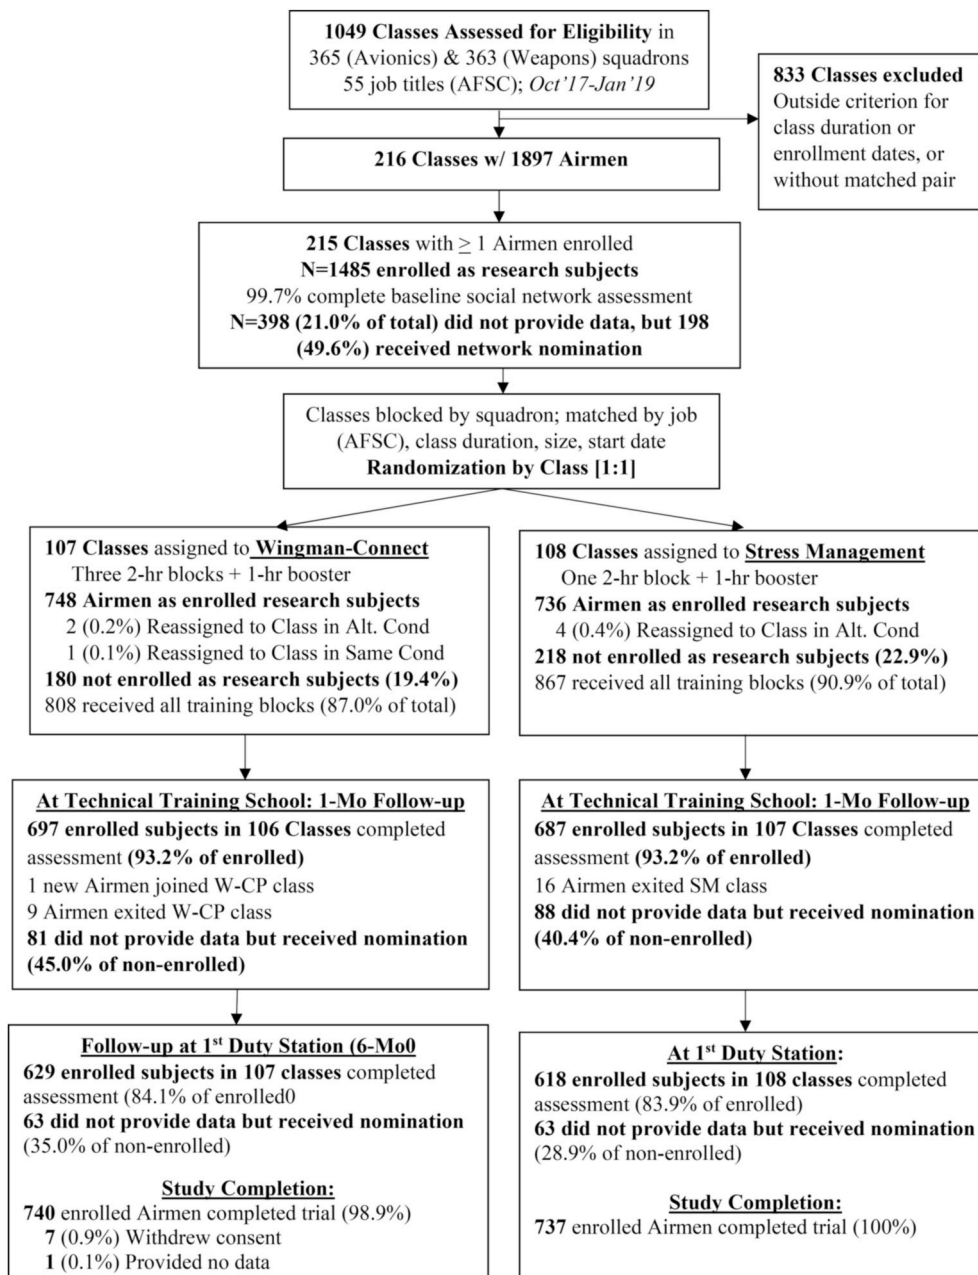 1049 Classes Assessed for Eligibility in
365 (Avionics) & 363 (Weapons) squadrons
55 job titles (AFSC); Oct’17-Jan’19
833 Classes excluded
Outside criterion for
class duration or
enrollment dates, or
without matched pair
216 Classes w/ 1897 Airmen
215 Classes with ≥ 1 Airmen enrolled
N=1485 enrolled as research subjects
99.7% complete baseline social network assessment
N=398 (21.0% of total) did not provide data, but 198
(49.6%) received network nomination
Classes blocked by squadron; matched by job
(AFSC), class duration, size, start date
Randomization by Class [1:1]
107 Classes assigned to Wingman-Connect
Three 2-hr blocks + 1-hr booster
748 Airmen as enrolled research subjects
2 (0.2%) Reassigned to Class in Alt. Cond
1 (0.1%) Reassigned to Class in Same Cond
180 not enrolled as research subjects (19.4%)
808 received all training blocks (87.0% of total)
108 Classes assigned to Stress Management
One 2-hr block + 1-hr booster
736 Airmen as enrolled research subjects
4 (0.4%) Reassigned to Class in Alt. Cond
218 not enrolled as research subjects (22.9%)
867 received all training blocks (90.9% of total)
At Technical Training School: 1-Mo Follow-up
697 enrolled subjects in 106 Classes completed
assessment (93.2% of enrolled)
1 new Airmen joined W-CP class
9 Airmen exited W-CP class
81 did not provide data but received nomination
(45.0% of non-enrolled)
At Technical Training School: 1-Mo Follow-up
687 enrolled subjects in 107 Classes completed
assessment (93.2% of enrolled)
16 Airmen exited SM class
88 did not provide data but received nomination
(40.4% of non-enrolled)
Follow-up at 1st Duty Station (6-Mo0
629 enrolled subjects in 107 classes completed
assessment (84.1% of enrolled0
63 did not provide data but received nomination
(35.0% of non-enrolled)
Study Completion:
740 enrolled Airmen completed trial (98.9%)
7 (0.9%) Withdrew consent
1 (0.1%) Provided no data
At 1st Duty Station:
618 enrolled subjects in 108 classes completed
assessment (83.9% of enrolled)
63 did not provide data but received nomination
(28.9% of non-enrolled)
Study Completion:
737 enrolled Airmen completed trial (100%)